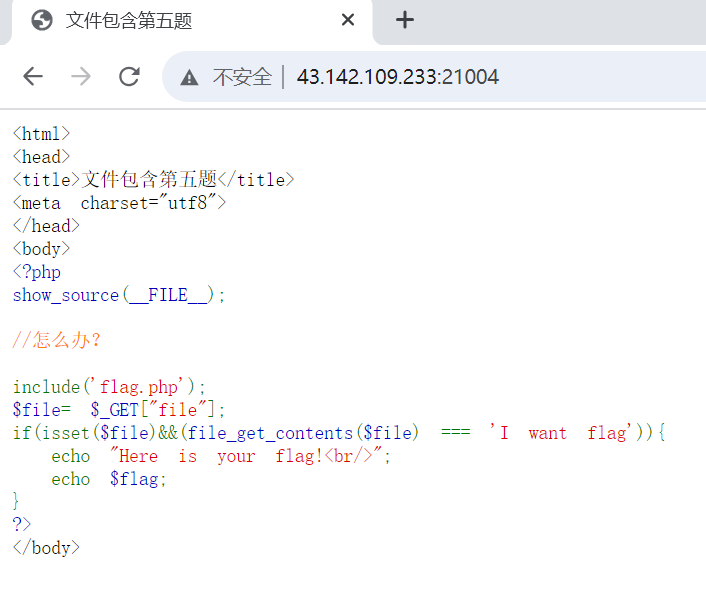 文件包含第五题
不安全 | 43.142.109.233:21004
<html>
<head>
<title>文件包含第五题</title>
<meta charset="utf8">
</head>
<body>
<?php
show_source(__FILE__);
//怎么办？
include('flag.php');
$file= $_GET["file"];
if(isset($file)&&(file_get_contents($file) === 'I want flag')){
    echo "Here is your flag!<br/>";
    echo $flag;
}
?>
</body>